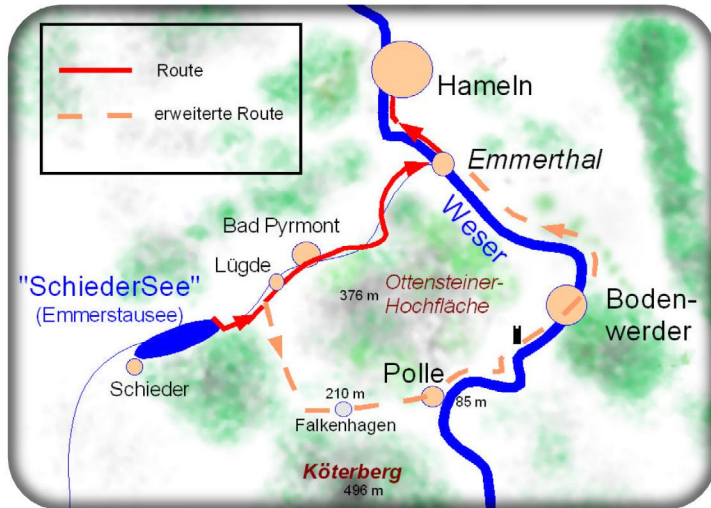 Route
erweiterte Route
Hameln
Emmerthal
Weser
Bad Pyrmont
Lügde
"SchiederSee"
(Emmerstausee)
Schieder
376 m
Ottensteiner-
Hochfläche
Boden-
werder
Polle
85 m
210 m
Falkenhagen
Köterberg
496 m